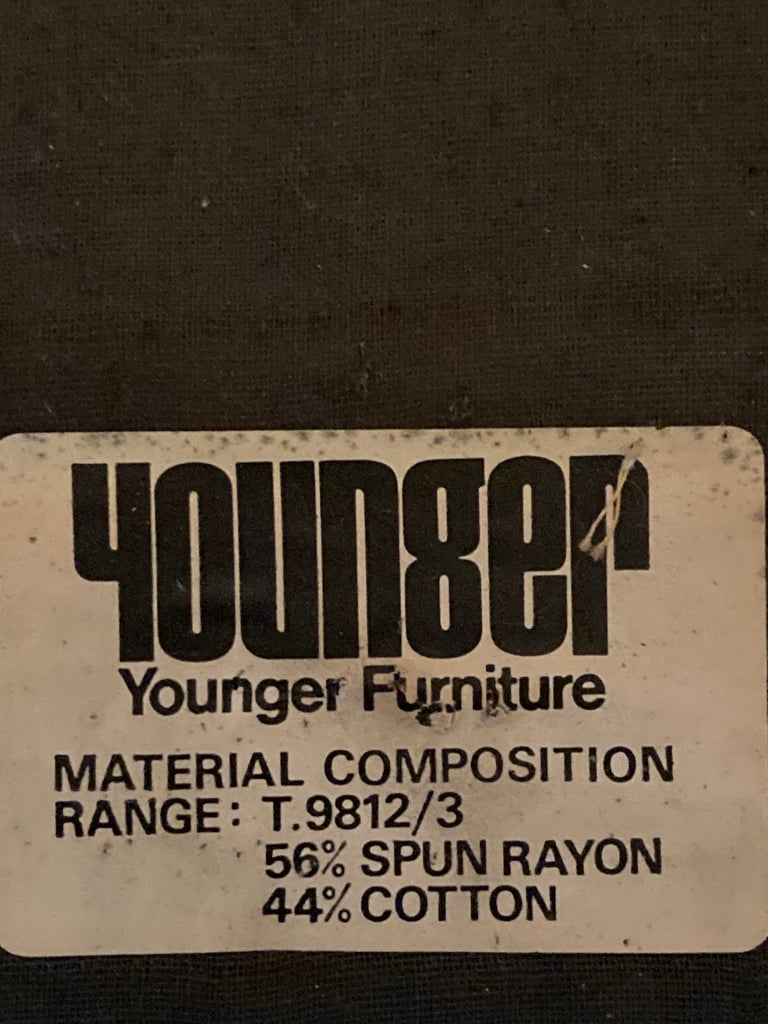 younger
Younger Furniture
MATERIAL COMPOSITION
RANGE: T.9812/3
56% SPUN RAYON
44% COTTON